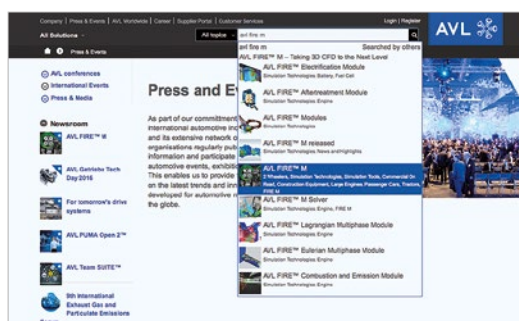 Company | Press & Events | AVL Worldwide | Career | Supplier Portal | Customer Services
Login | Register
All Solutions
All topics
avl fire m
AVL
Press & Events
avl fire m
Searched by others
AVL FIRE™ M – Taking 3D CFD to the Next Level
AVL FIRE™ Electrification Module
Simulation Technologies: Battery, Fuel Cell
AVL FIRE™ Aftertreatment Module
Simulation Technologies: Engine
AVL FIRE™ Modules
Simulation Technologies
AVL FIRE™ M released
Simulation Technologies: News and Highlights
AVL FIRE™ M
2 Wheelers, Simulation Technologies, Simulation Tools, Commercial On
Road, Construction Equipment, Large Engines, Passenger Cars, Tractors,
FIRE M
AVL FIRE™ M Solver
Simulation Technologies: Engine, FIRE M
AVL FIRE™ Lagrangian Multiphase Module
Simulation Technologies: Engine
AVL FIRE™ Eulerian Multiphase Module
Simulation Technologies: Engine
AVL FIRE™ Combustion and Emission Module
Simulation Technologies: Engine
AVL conferences
International Events
Press & Media
Newsroom
AVL FIRE™ M
AVL Getriebe Tech
Day 2016
For tomorrow's drive
systems
AVL PUMA Open 2™
AVL Team SUITE™
9th International
Exhaust Gas and
Particulate Emissions
Press and Ev
As part of our commitment
international automotive ind
and its extensive network o
organisations regularly pub
information and participate
automotive events, exhibiti
This enables us to provide
on the latest trends and inn
developed for automotive m
the globe.